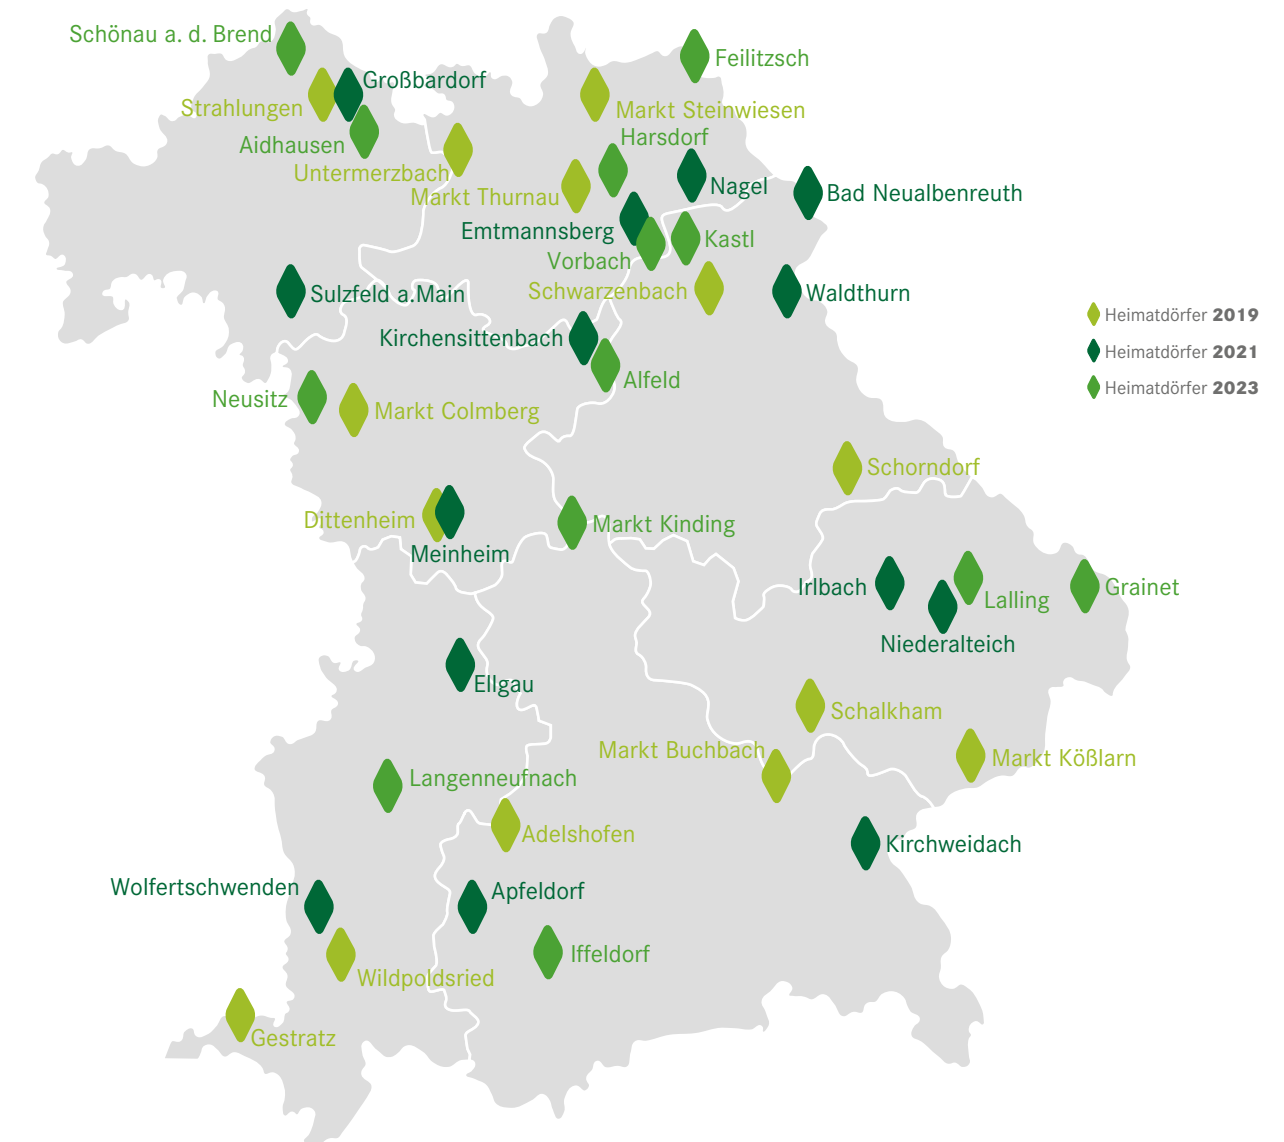 Schönau a. d. Brend
Feilitzsch
Großbardorf
Strahlungen
Markt Steinwiesen
Harsdorf
Aidhausen
Untermerzbach
Nagel
Bad Neualbenreuth
Markt Thurnau
Emtmannsberg
Kastl
Vorbach
Schwarzenbach
Sulzfeld a.Main
Waldthurn
Heimatdörfer 2019
Kirchensittenbach
Heimatdörfer 2021
Alfeld
Heimatdörfer 2023
Neusitz
Markt Colmberg
Schorndorf
Dittenheim
Markt Kinding
Meinheim
Irlbach
Grainet
Lalling
Niederalteich
Ellgau
Schalkham
Markt Buchbach
Markt Kößlarn
Langenneufnach
Adelshofen
Kirchweidach
Wolfertschwenden
Apfeldorf
Iffeldorf
Wildpoldsried
Gestratz